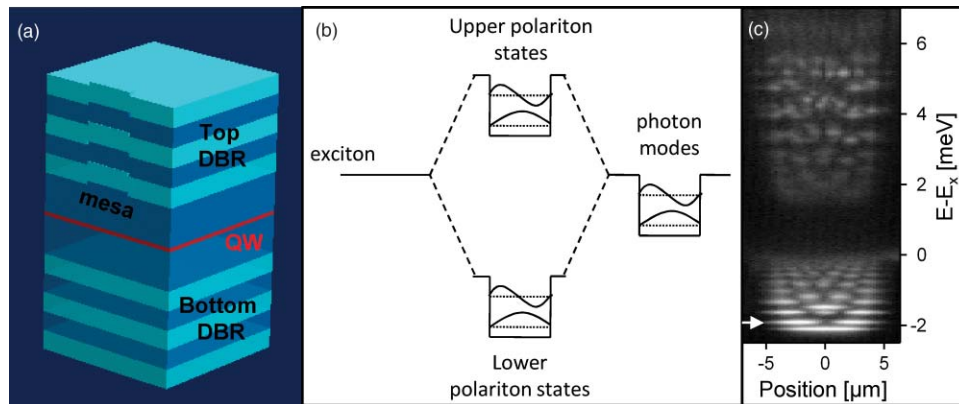 (a)
Top
DBR
mesa
QW
Bottom
DBR
(b)
Upper polariton
states
exciton
photon
modes
Lower
polariton states
(c)
6
4
2
0
-2
E-Eₓ [meV]
-5 0 5
Position [µm]